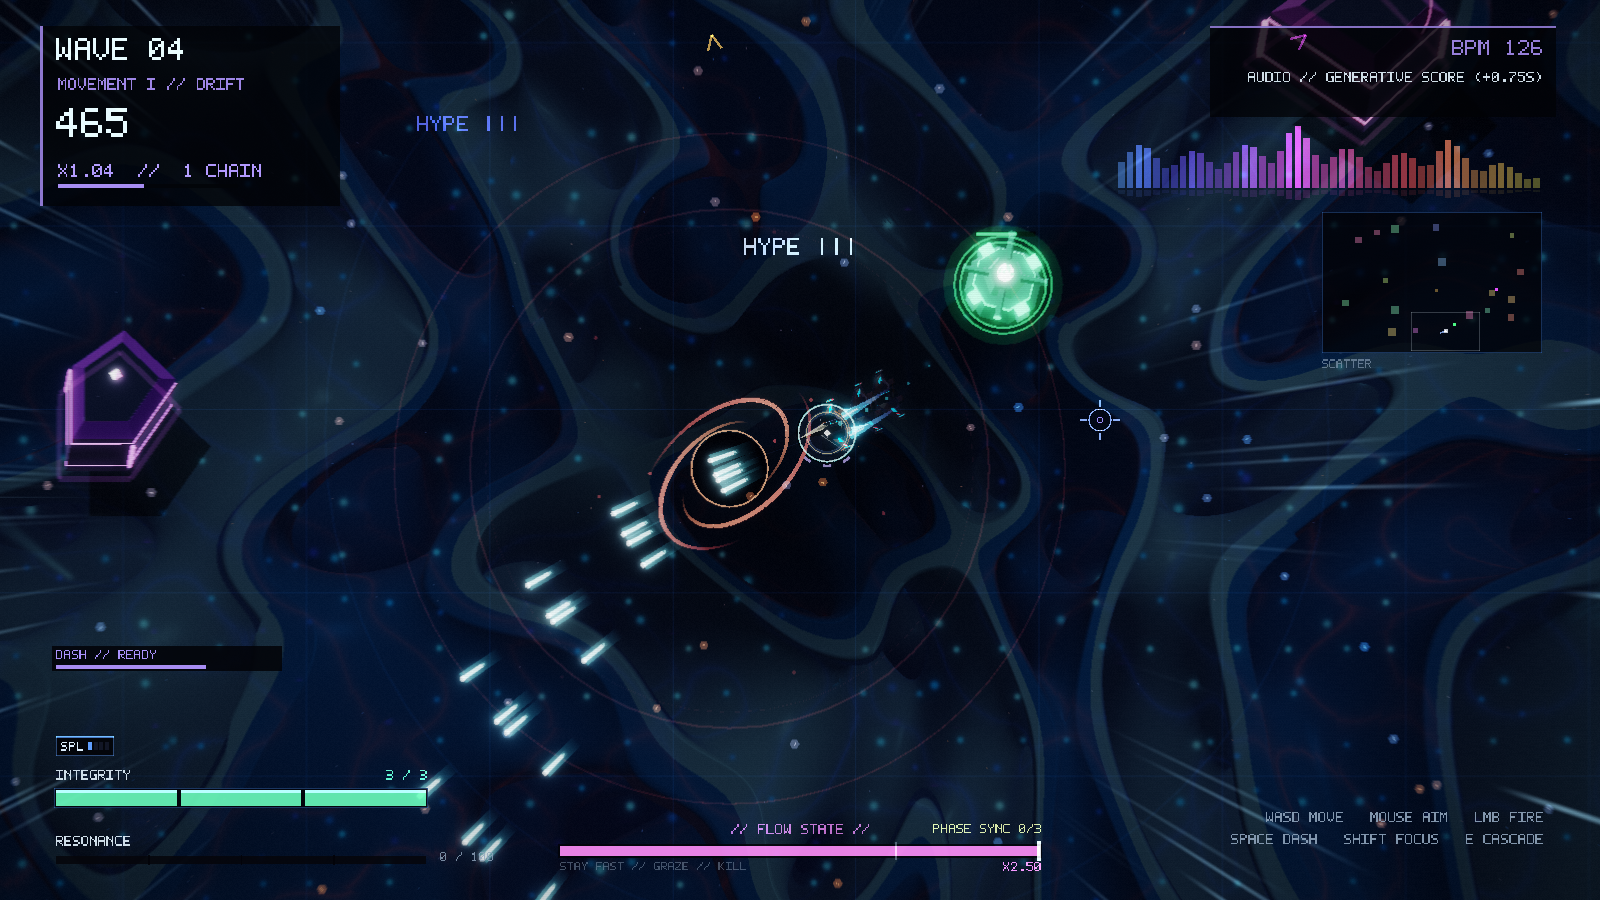 WAVE 04
MOVEMENT I // DRIFT
465
X1.04 // 1 CHAIN
HYPE III
BPM 126
AUDIO // GENERATIVE SCORE (+0.75S)
HYPE III
SCATTER
DASH // READY
SPL
INTEGRITY 3 / 3
RESONANCE
0 / 100
// FLOW STATE // PHASE SYNC 0/3
STAY FAST // GRAZE // KILL X2.50
WASD MOVE MOUSE AIM LMB FIRE
SPACE DASH SHIFT FOCUS E CASCADE